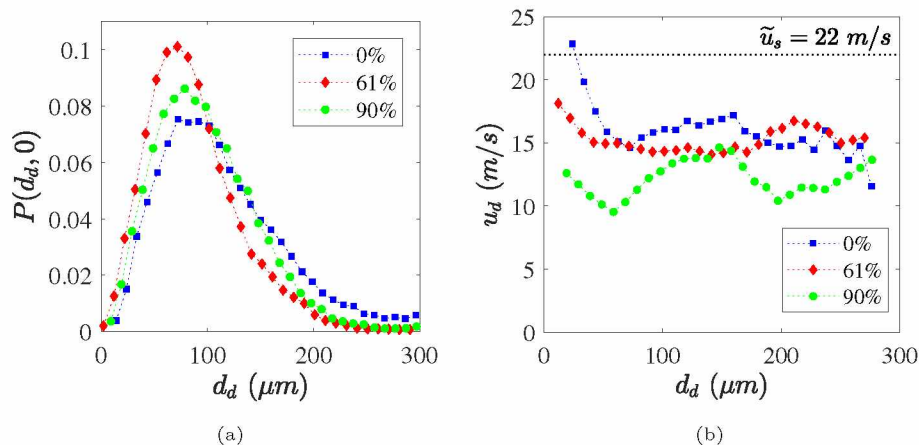 0.1
0.08
0.06
0.04
0.02
0
P(d_d, 0)
0 100 200 300
d_d (μm)
0%
61%
90%
(a)
25
20
15
10
5
0
u_d (m/s)
ũ_s = 22 m/s
0%
61%
90%
0 100 200 300
d_d (μm)
(b)